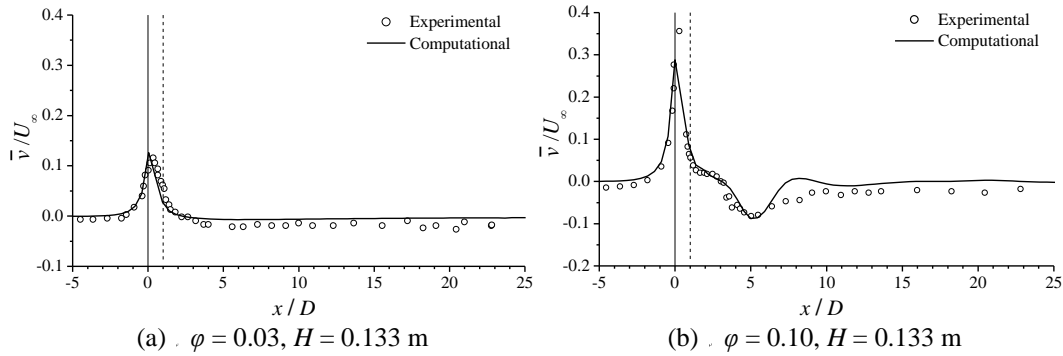 0.4
0.3
0.2
0.1
0.0
-0.1
v̅ /U∞
-5 0 5 10 15 20 25
x / D
Experimental
Computational
(a) φ = 0.03, H = 0.133 m
0.4
0.3
0.2
0.1
0.0
-0.1
-0.2
v̅ /U∞
-5 0 5 10 15 20 25
x / D
Experimental
Computational
(b) φ = 0.10, H = 0.133 m